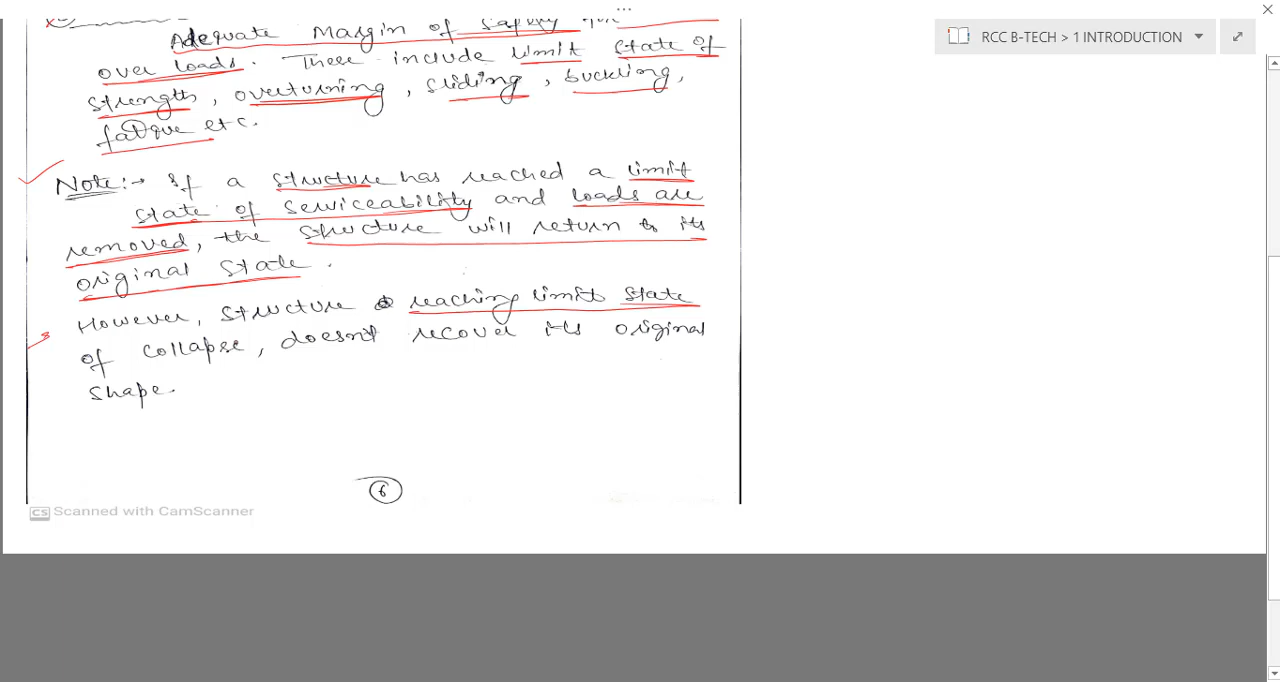 ...
RCC B-TECH > 1 INTRODUCTION
Adequate Margin of safety for
over loads. These include limit state of
strength, overturning, sliding, buckling,
fatque etc.
Note:→ If a structure has reached a limit
state of serviceability and loads are
removed, the structure will return to its
original state.
However, structure reaching limit state
of collapse, doesn't recover its original
shape.
6
CS Scanned with CamScanner